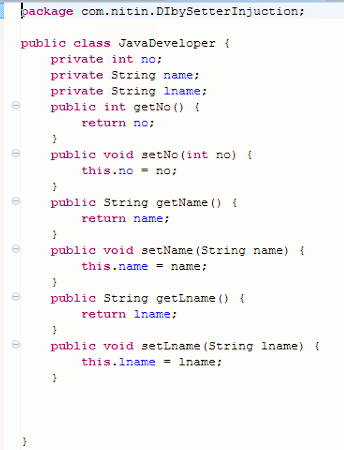 package com.nitin.DIbySetterInjuction;
public class JavaDeveloper {
private int no;
private String name;
private String lname;
public int getNo() {
return no;
}
public void setNo(int no) {
this.no = no;
}
public String getName() {
return name;
}
public void setName(String name) {
this.name = name;
}
public String getLname() {
return lname;
}
public void setLname(String lname) {
this.lname = lname;
}
}